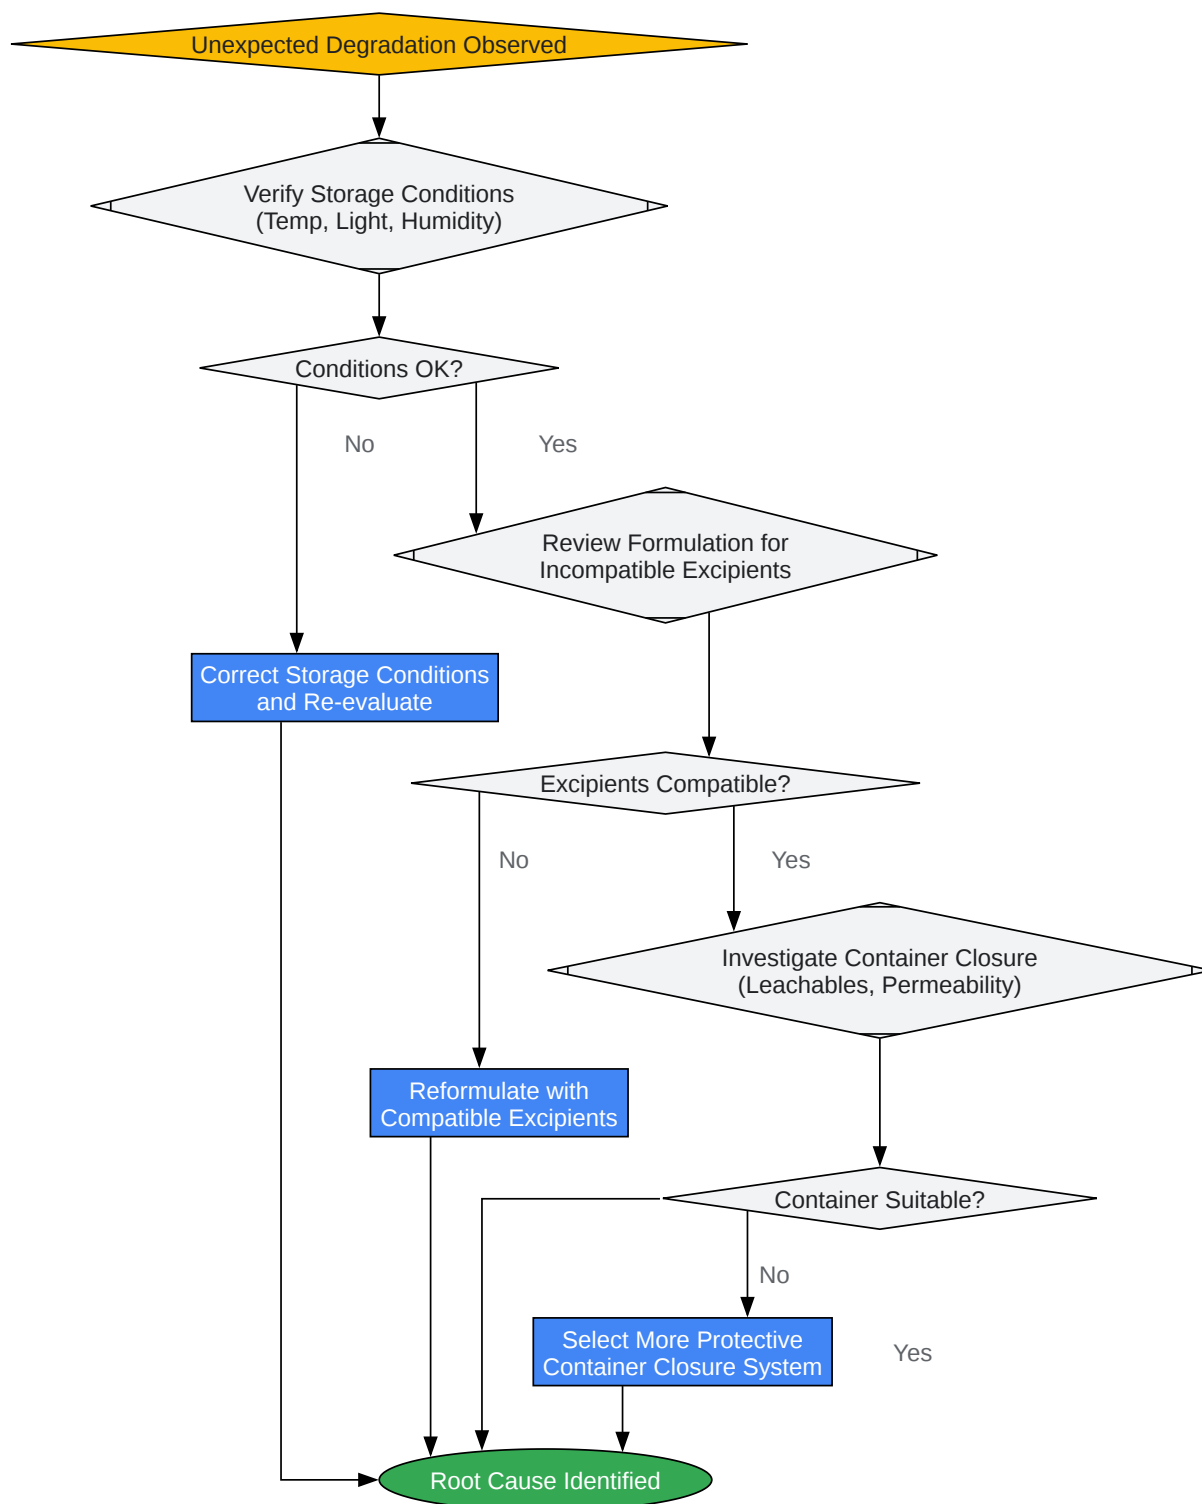 Unexpected Degradation Observed
Verify Storage Conditions
(Temp, Light, Humidity)
Conditions OK?
No
Yes
Review Formulation for
Incompatible Excipients
Correct Storage Conditions
and Re-evaluate
Excipients Compatible?
No
Yes
Investigate Container Closure
(Leachables, Permeability)
Reformulate with
Compatible Excipients
Container Suitable?
No
Select More Protective
Container Closure System
Yes
Root Cause Identified